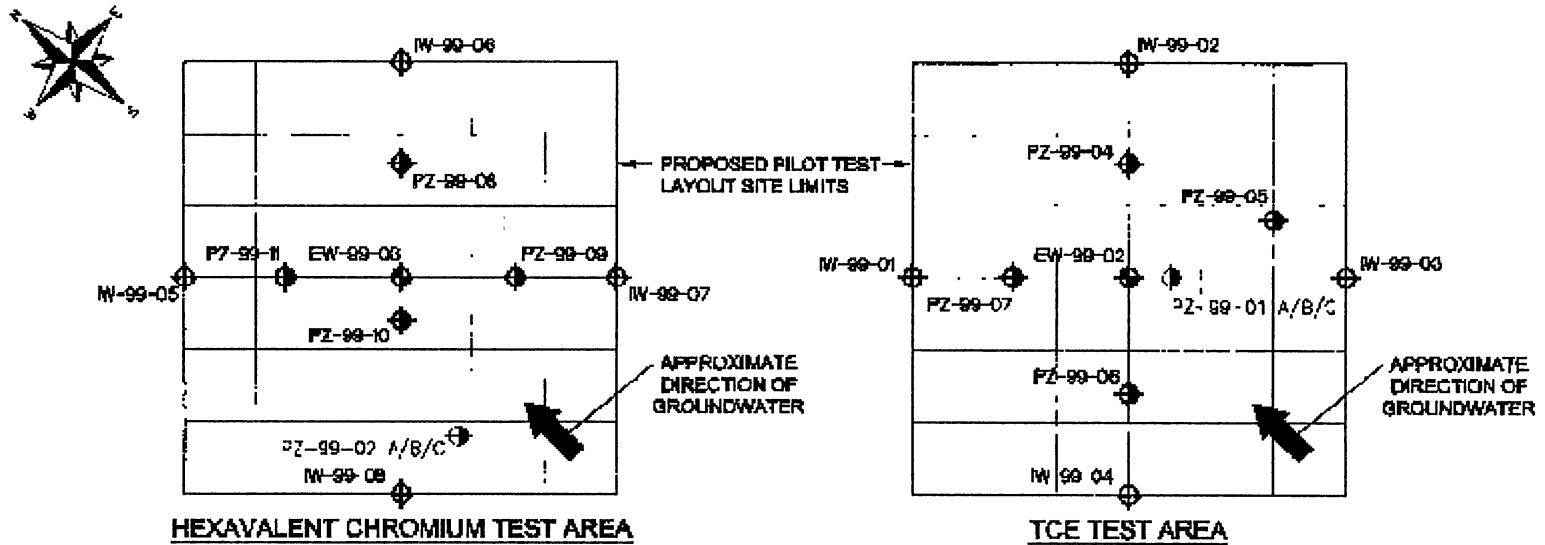 N
E
W
S
IW-99-06
PZ-99-08
PROPOSED PILOT TEST
LAYOUT SITE LIMITS
PZ-99-11
EW-99-03
PZ-99-09
IW-99-05
IW-99-07
PZ-99-10
APPROXIMATE
DIRECTION OF
GROUNDWATER
PZ-99-02 A/B/C
IW-99-08
HEXAVALENT CHROMIUM TEST AREA
IW-99-02
PZ-99-04
PZ-99-05
IW-99-01
EW-99-02
IW-99-03
PZ-99-07
PZ-99-01 A/B/C
PZ-99-06
APPROXIMATE
DIRECTION OF
GROUNDWATER
IW-99-04
TCE TEST AREA